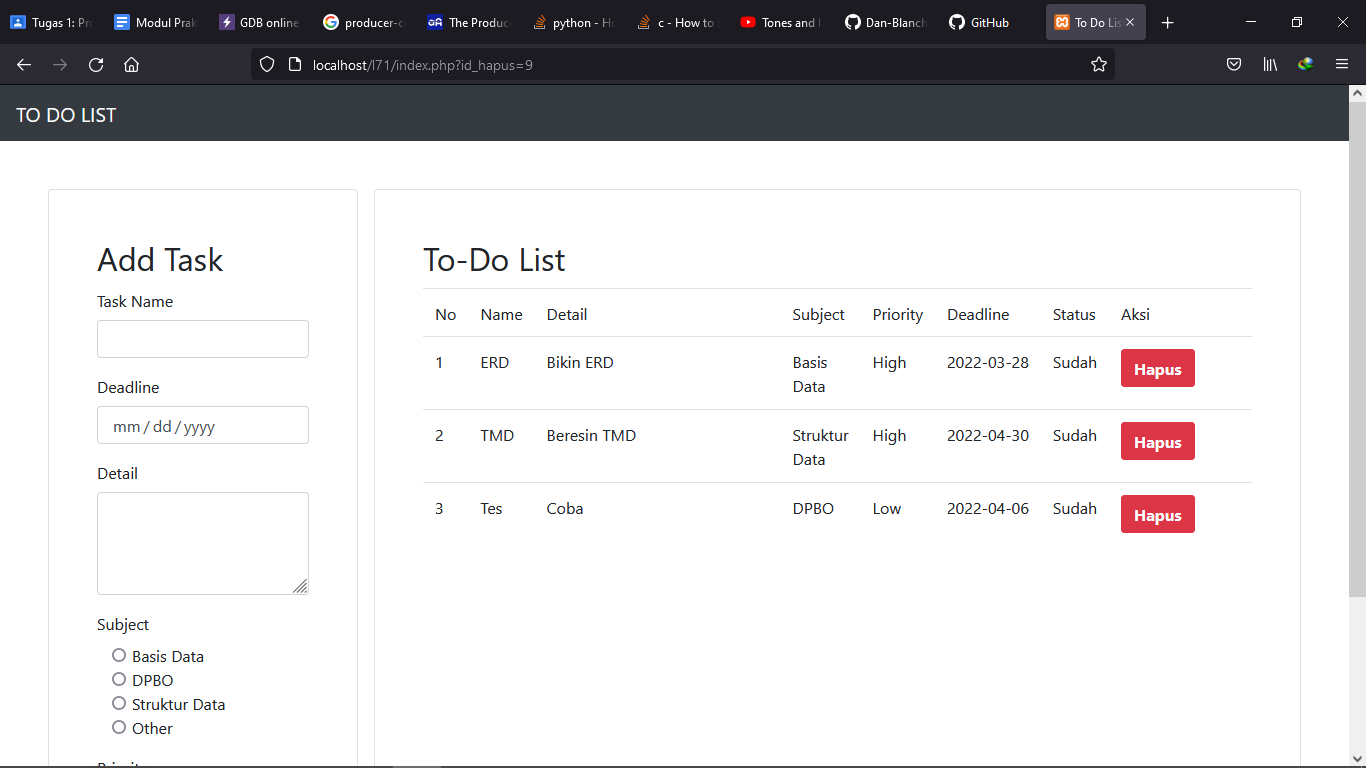 Tugas 1: Pr
Modul Prak
GDB online
producer-c
The Produc
python - Ho
c - How to i
Tones and I
Dan-Blanch
GitHub
To Do Lis
localhost/l71/index.php?id_hapus=9
TO DO LIST
Add Task
Task Name
Deadline
mm / dd / yyyy
Detail
Subject
Basis Data
DPBO
Struktur Data
Other
To-Do List
No Name Detail Subject Priority Deadline Status Aksi
1 ERD Bikin ERD Basis Data High 2022-03-28 Sudah Hapus
2 TMD Beresin TMD Struktur Data High 2022-04-30 Sudah Hapus
3 Tes Coba DPBO Low 2022-04-06 Sudah Hapus